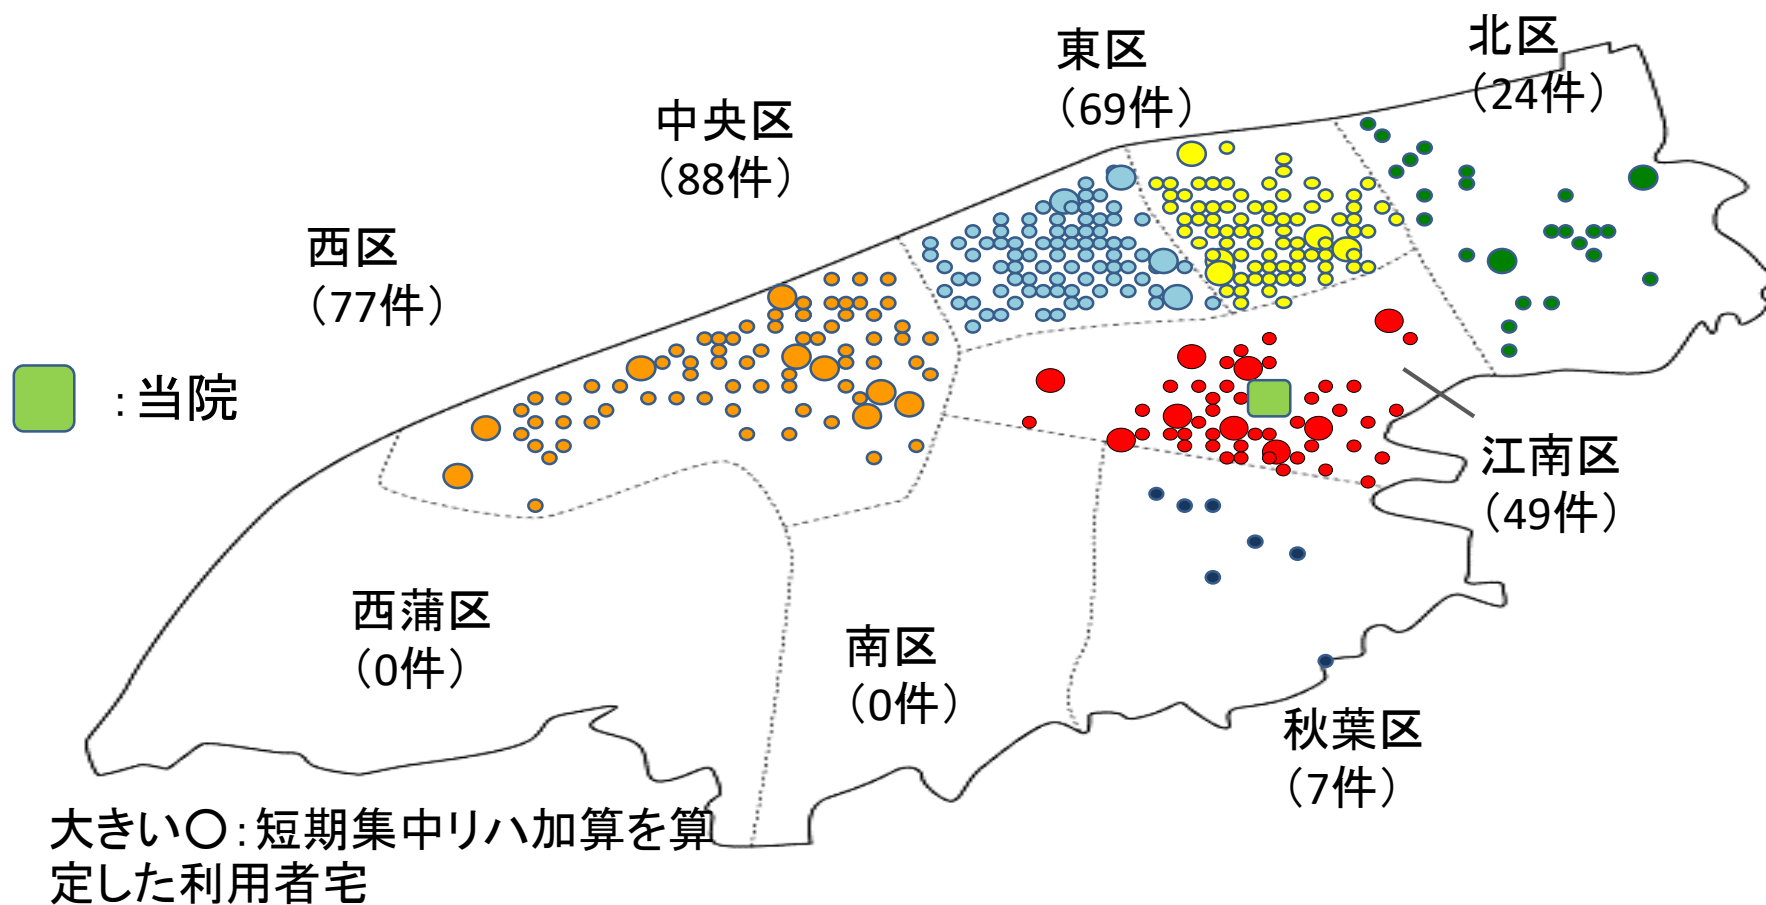 北区
（24件）
東区
（69件）
中央区
（88件）
西区
（77件）
：当院
江南区
（49件）
西蒲区
（0件）
南区
（0件）
秋葉区
（7件）
大きい〇：短期集中リハ加算を算
定した利用者宅